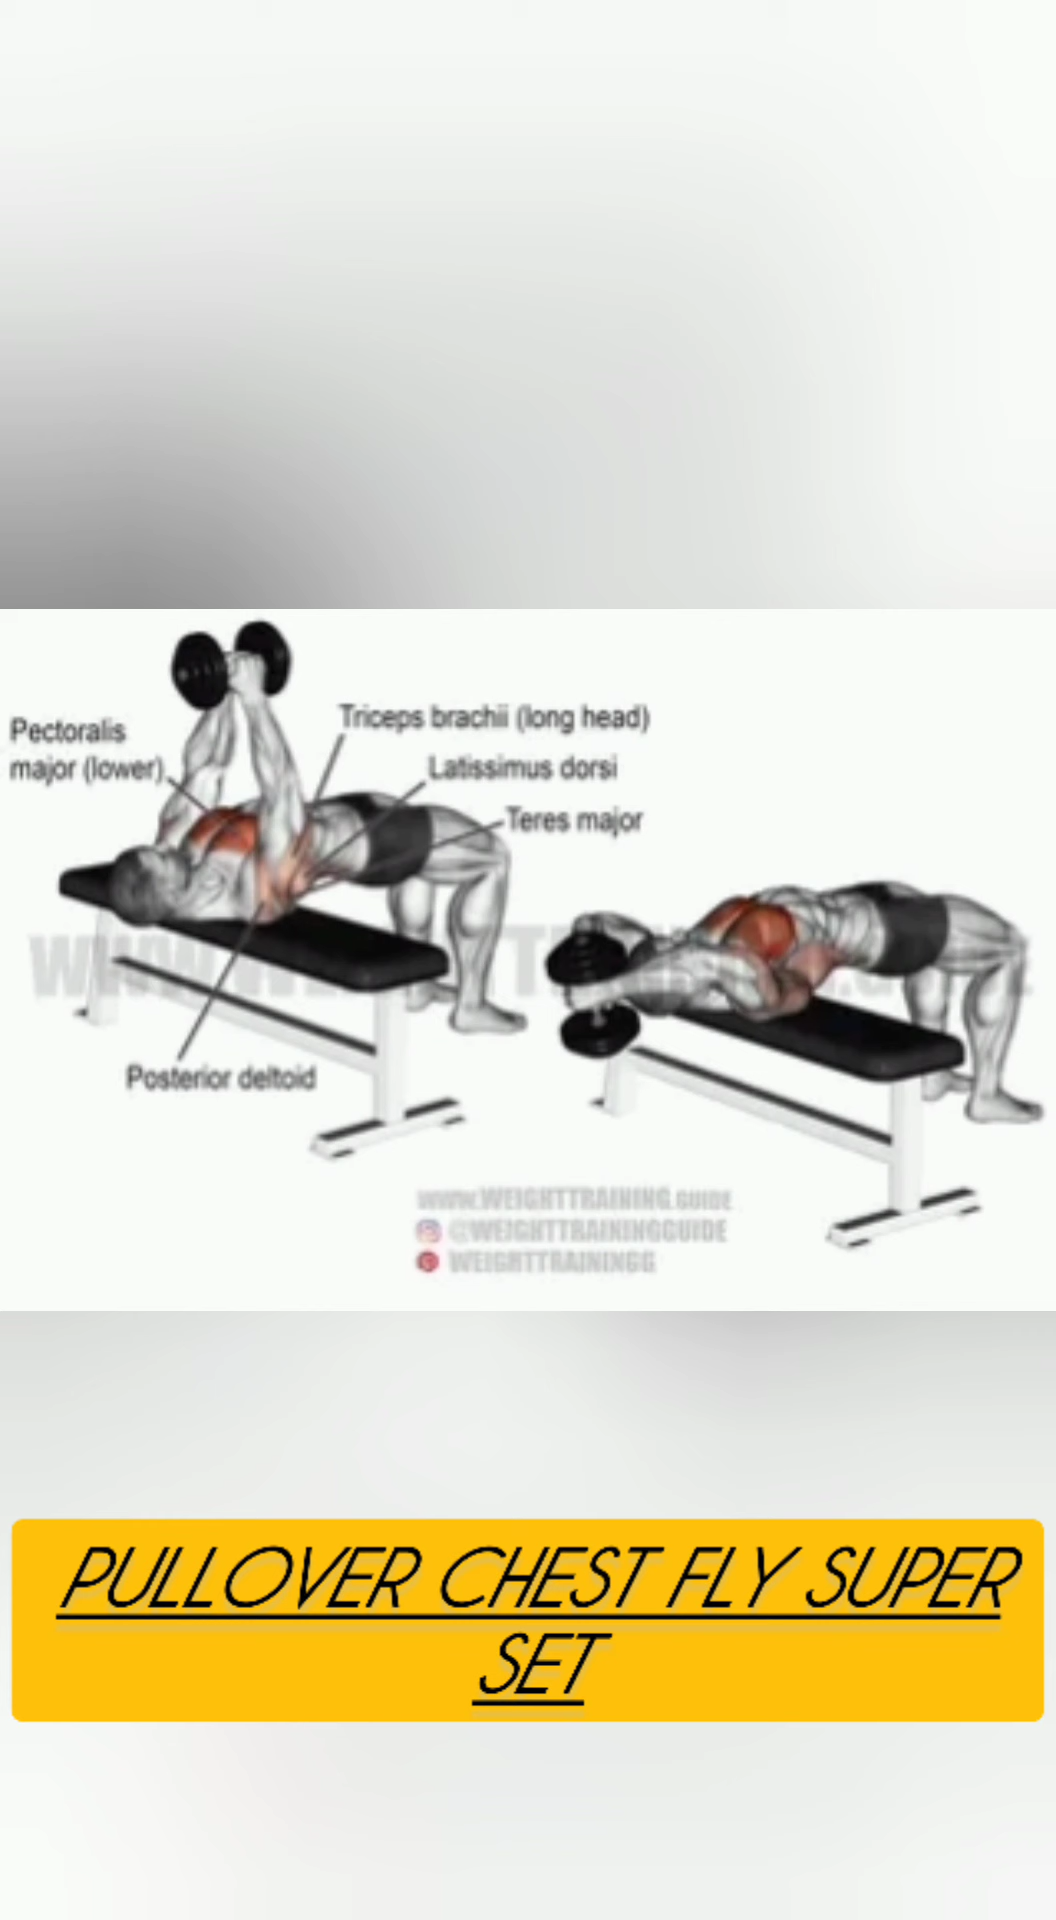 Pectoralis
major (lower)
Triceps brachii (long head)
Latissimus dorsi
Teres major
Posterior deltoid
WWW.WEIGHTTRAINING.GUIDE
@WEIGHTTRAININGGUIDE
WEIGHTTRAININGG
PULLOVER CHEST FLY SUPER
SET